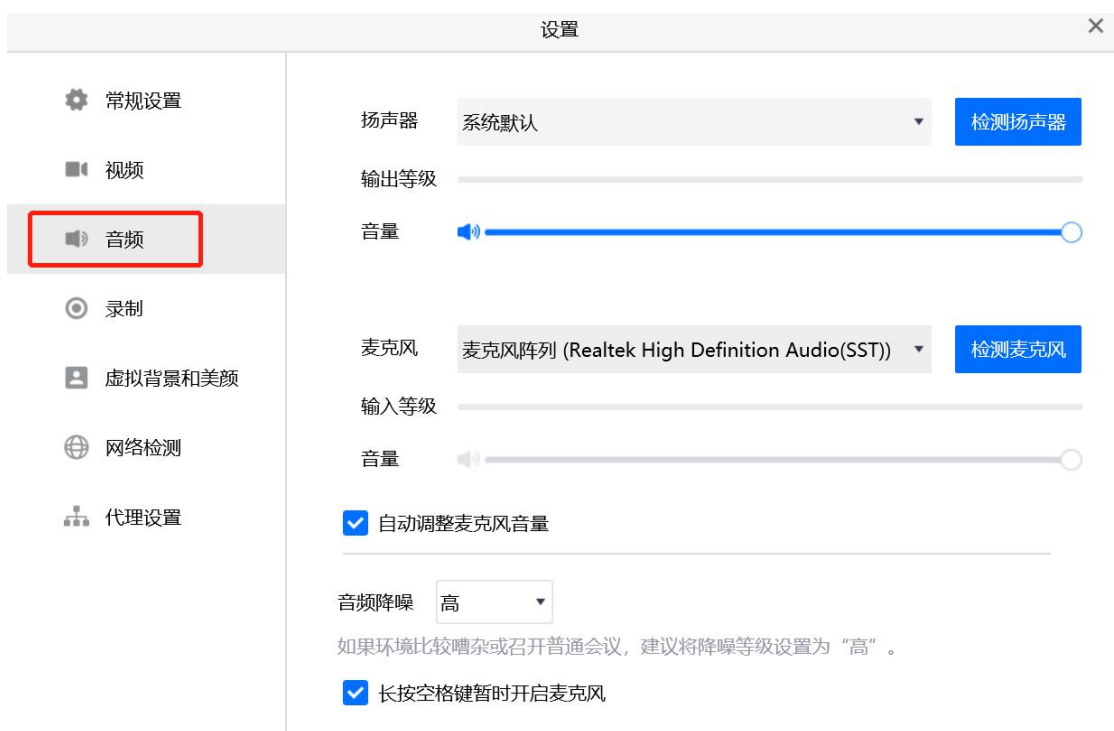 设置
常规设置
视频
音频
录制
虚拟背景和美颜
网络检测
代理设置
扬声器 系统默认 检测扬声器
输出等级
音量
麦克风 麦克风阵列 (Realtek High Definition Audio(SST)) 检测麦克风
输入等级
音量
自动调整麦克风音量
音频降噪 高
如果环境比较嘈杂或召开普通会议，建议将降噪等级设置为“高”。
长按空格键暂时开启麦克风